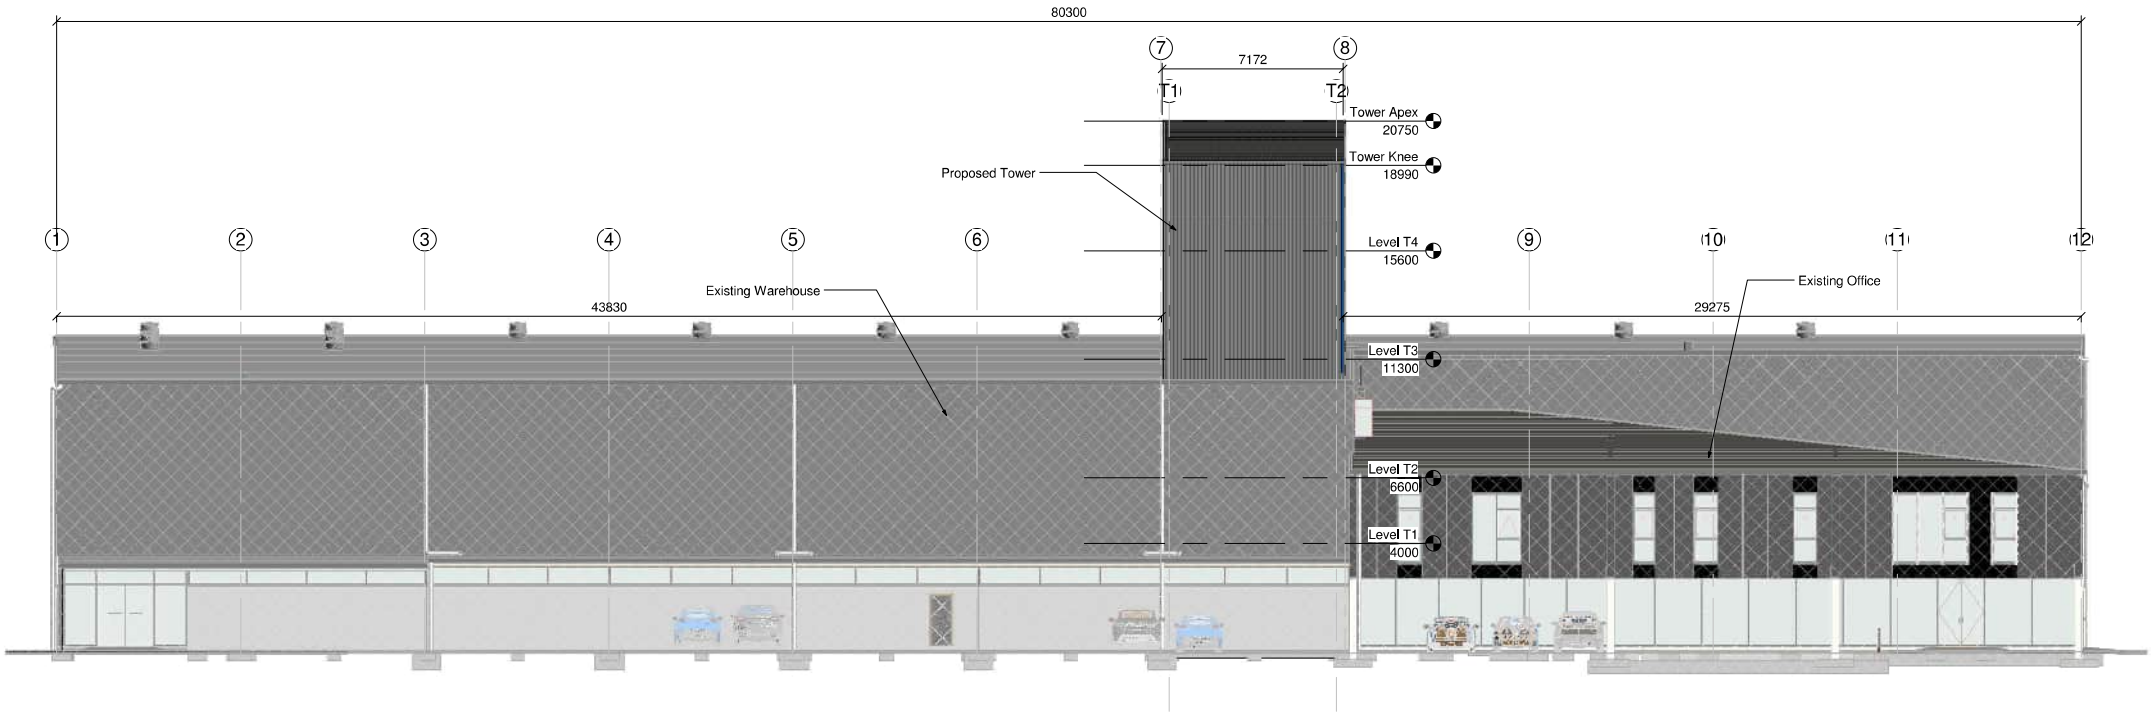 80300
7
8
7172
T1
T2
Tower Apex
20750
Tower Knee
18990
Proposed Tower
1
2
3
4
5
6
Level T4
15600
9
10
11
12
Existing Warehouse
Existing Office
43830
29275
Level T3
11300
Level T2
6600
Level T1
4000